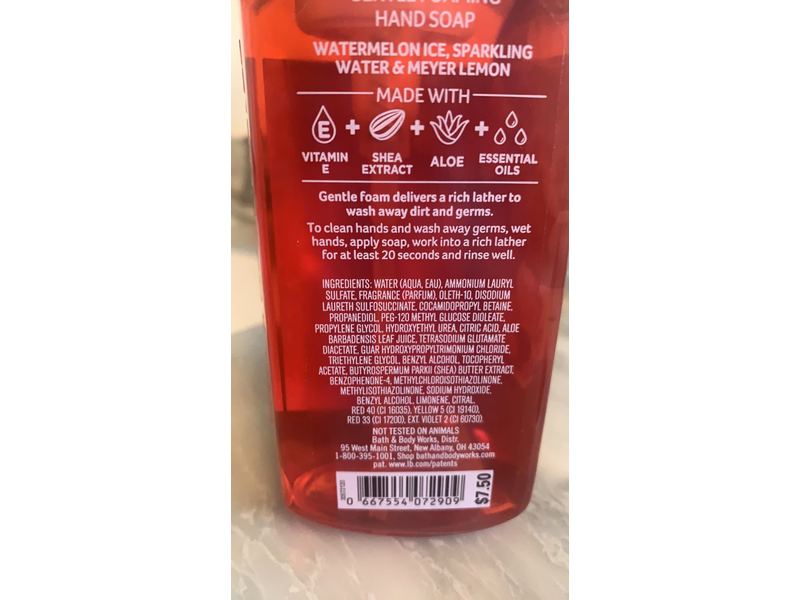 GENTLE FOAMING
HAND SOAP
WATERMELON ICE, SPARKLING
WATER & MEYER LEMON
MADE WITH
E + + +
VITAMIN E
SHEA EXTRACT
ALOE
ESSENTIAL OILS
Gentle foam delivers a rich lather to
wash away dirt and germs.
To clean hands and wash away germs, wet
hands, apply soap, work into a rich lather
for at least 20 seconds and rinse well.
INGREDIENTS: WATER (AQUA, EAU), AMMONIUM LAURYL
SULFATE, FRAGRANCE (PARFUM), OLETH-10, DISODIUM
LAURETH SULFOSUCCINATE, COCAMIDOPROPYL BETAINE,
PROPANEDIOL, PEG-120 METHYL GLUCOSE DIOLEATE,
PROPYLENE GLYCOL, HYDROXYETHYL UREA, CITRIC ACID, ALOE
BARBADENSIS LEAF JUICE, TETRASODIUM GLUTAMATE
DIACETATE, GUAR HYDROXYPROPYLTRIMONIUM CHLORIDE,
TRIETHYLENE GLYCOL, BENZYL ALCOHOL, TOCOPHERYL
ACETATE, BUTYROSPERMUM PARKII (SHEA) BUTTER EXTRACT,
BENZOPHENONE-4, METHYLCHLOROISOTHIAZOLINONE,
METHYLISOTHIAZOLINONE, SODIUM HYDROXIDE,
BENZYL ALCOHOL, LIMONENE, CITRAL.
RED 40 (CI 16035), YELLOW 5 (CI 19140),
RED 33 (CI 17200), EXT. VIOLET 2 (CI 60730).
NOT TESTED ON ANIMALS
Bath & Body Works, Distr.
95 West Main Street, New Albany, OH 43054
1-800-395-1001, Shop bathandbodyworks.com
pat. www.lb.com/patents
0 667554 072909
$7.50